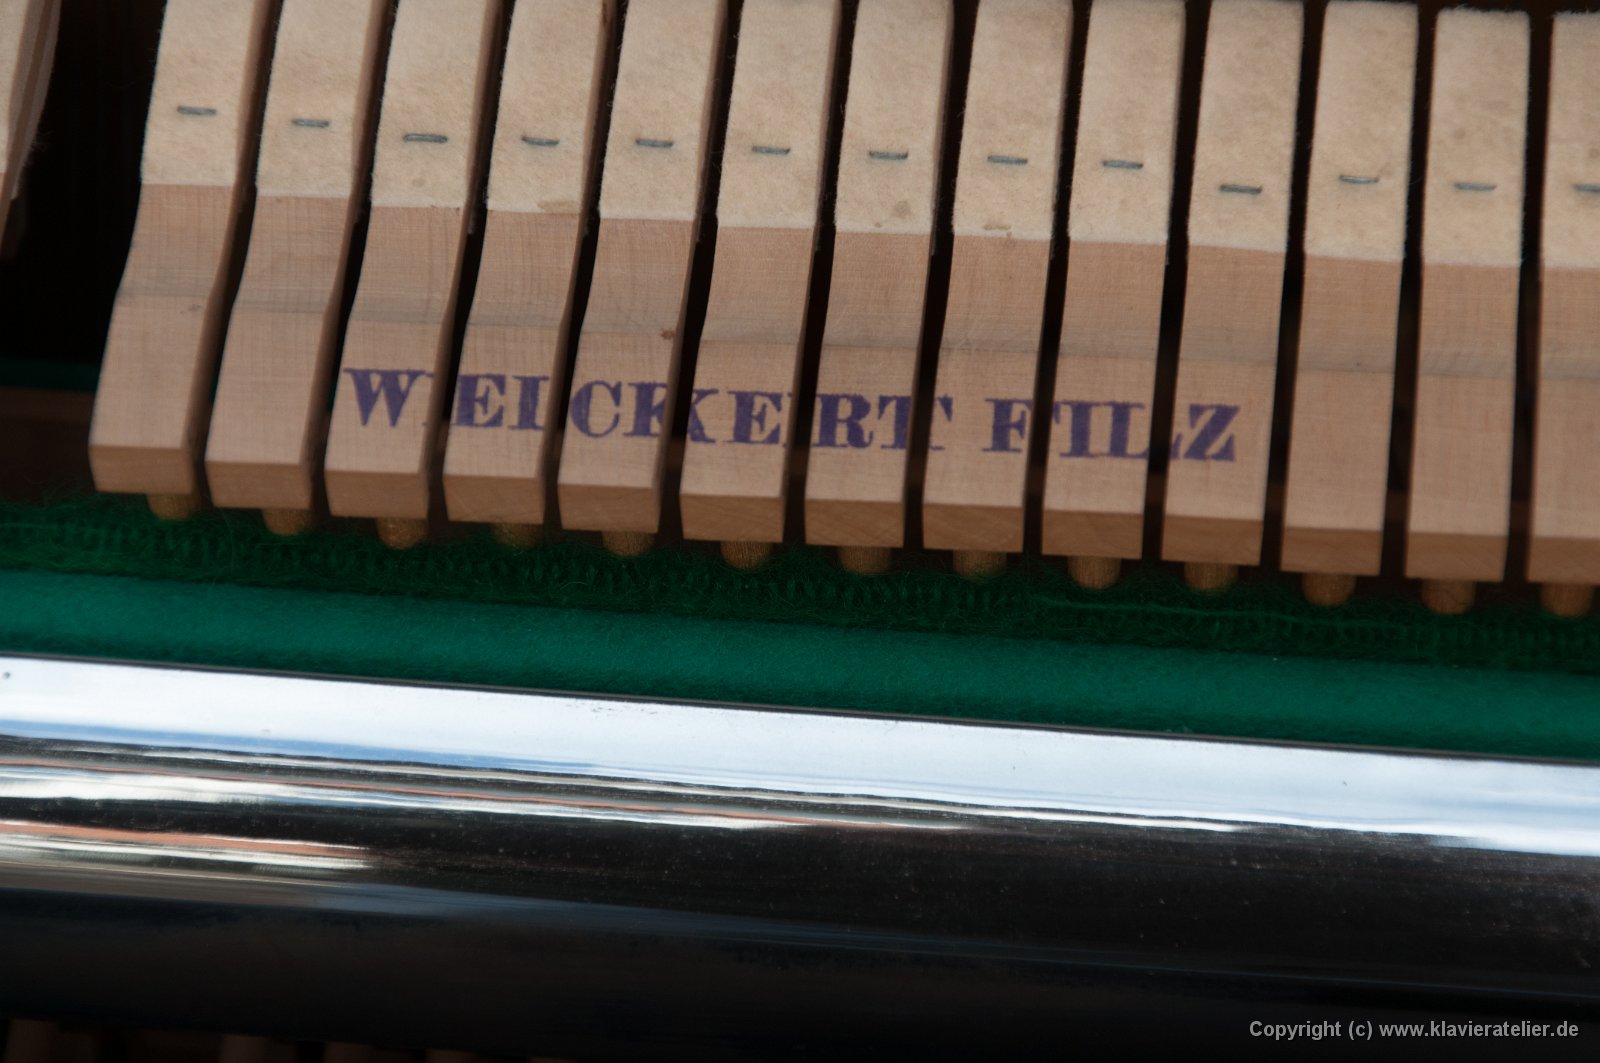 WEICKERT FILZ
Copyright (c) www.klavieratelier.de